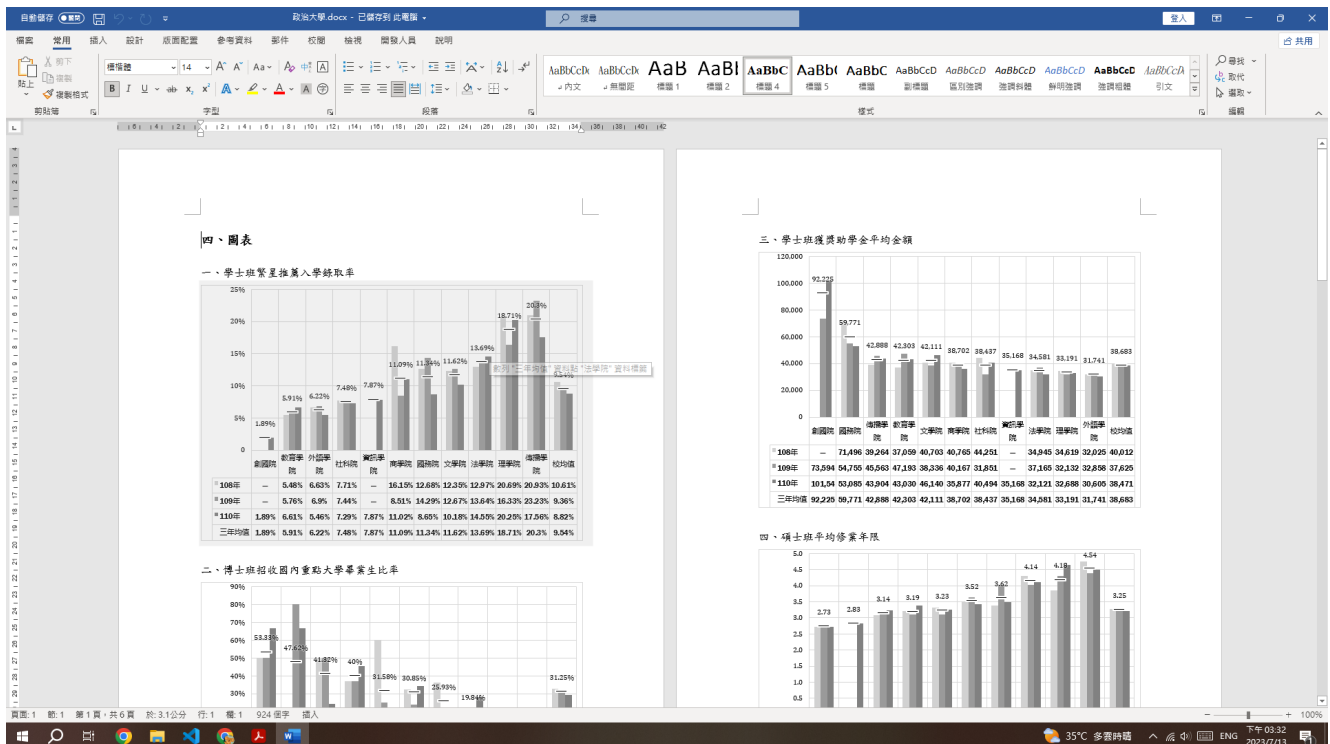 自動儲存 政治大學.docx - 已儲存到 此電腦 搜尋 登入
檔案 常用 插入 設計 版面配置 參考資料 郵件 校閱 檢視 開發人員 說明 共用
貼上 剪下 複製 複製格式
標楷體 14
AaBbCcDc AaBbCcDc AaB AaBb AaBbC AaBb( AaBbC AaBbCcD AaBbCcD AaBbCcD AaBbCcD AaBbCcD AaBbCcD
內文 無間距 標題 1 標題 2 標題 4 標題 5 標題 副標題 區別強調 強調斜體 鮮明強調 強調粗體 引文
尋找 取代 選取
剪貼簿 字型 段落 樣式 編輯
四、圖表
一、學士班繁星推薦入學錄取率
25%
20%
15%
10%
5%
0
1.89% 5.91% 6.22% 7.48% 7.87% 11.09% 11.34% 11.62% 13.69% 18.71% 20.3% 9.54%
數列 "三年均值" 資料點 "法學院" 資料標籤
創國院 教育學院 外語學院 社科院 資訊學院 商學院 國務院 文學院 法學院 理學院 傳播學院 校均值
108年 – 5.48% 6.63% 7.71% – 16.15% 12.68% 12.35% 12.97% 20.69% 20.93% 10.61%
109年 – 5.76% 6.9% 7.44% – 8.51% 14.29% 12.67% 13.64% 16.33% 23.23% 9.36%
110年 1.89% 6.61% 5.46% 7.29% 7.87% 11.02% 8.65% 10.18% 14.55% 20.25% 17.56% 8.82%
三年均值 1.89% 5.91% 6.22% 7.48% 7.87% 11.09% 11.34% 11.62% 13.69% 18.71% 20.3% 9.54%
二、博士班招收國內重點大學畢業生比率
90%
80%
70%
60%
50%
40%
30%
53.33% 47.62% 41.32% 40% 31.58% 30.85% 25.93% 19.84% 31.25%
三、學士班獲獎助學金平均金額
120.000
100.000
80.000
60.000
40.000
20.000
0
92.225 59.771 42.888 42.303 42.111 38.702 38.437 35.168 34.581 33.191 31.741 38.683
創國院 國務院 傳播學院 教育學院 文學院 商學院 社科院 資訊學院 法學院 理學院 外語學院 校均值
108年 – 71,496 39,264 37,059 40,703 40,765 44,251 – 34,945 34,619 32,025 40,012
109年 73,594 54,755 45,563 47,193 38,336 40,167 31,851 – 37,165 32,132 32,858 37,625
110年 101,54 53,085 43,904 43,030 46,140 35,877 40,494 35,168 32,121 32,688 30,605 38,471
三年均值 92,225 59,771 42,888 42,303 42,111 38,702 38,437 35,168 34,581 33,191 31,741 38,683
四、碩士班平均修業年限
5.0
4.5
4.0
3.5
3.0
2.5
2.0
1.5
1.0
0.5
2.73 2.83 3.14 3.19 3.23 3.52 3.62 4.14 4.18 4.54 3.25
頁面: 1 節: 1 第 1 頁，共 6 頁 於: 3.1公分 行: 1 欄: 1 924 個字 插入 100%
35°C 多雲時晴 ENG 下午 03:32
2023/7/13